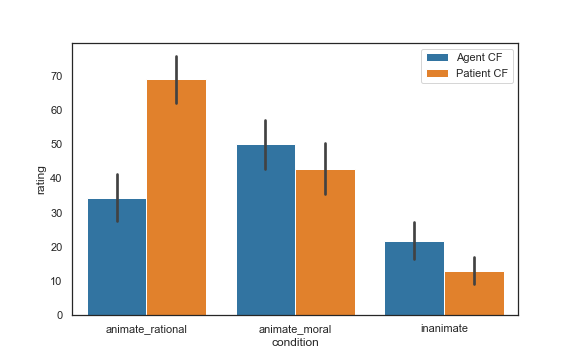 Agent CF
Patient CF
rating
70
60
50
40
30
20
10
0
animate_rational animate_moral inanimate
condition